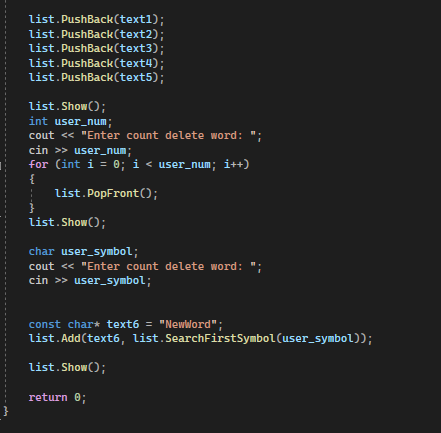 list.PushBack(text1);
list.PushBack(text2);
list.PushBack(text3);
list.PushBack(text4);
list.PushBack(text5);
list.Show();
int user_num;
cout << "Enter count delete word: ";
cin >> user_num;
for (int i = 0; i < user_num; i++)
{
list.PopFront();
}
list.Show();
char user_symbol;
cout << "Enter count delete word: ";
cin >> user_symbol;
const char* text6 = "NewWord";
list.Add(text6, list.SearchFirstSymbol(user_symbol));
list.Show();
return 0;
}